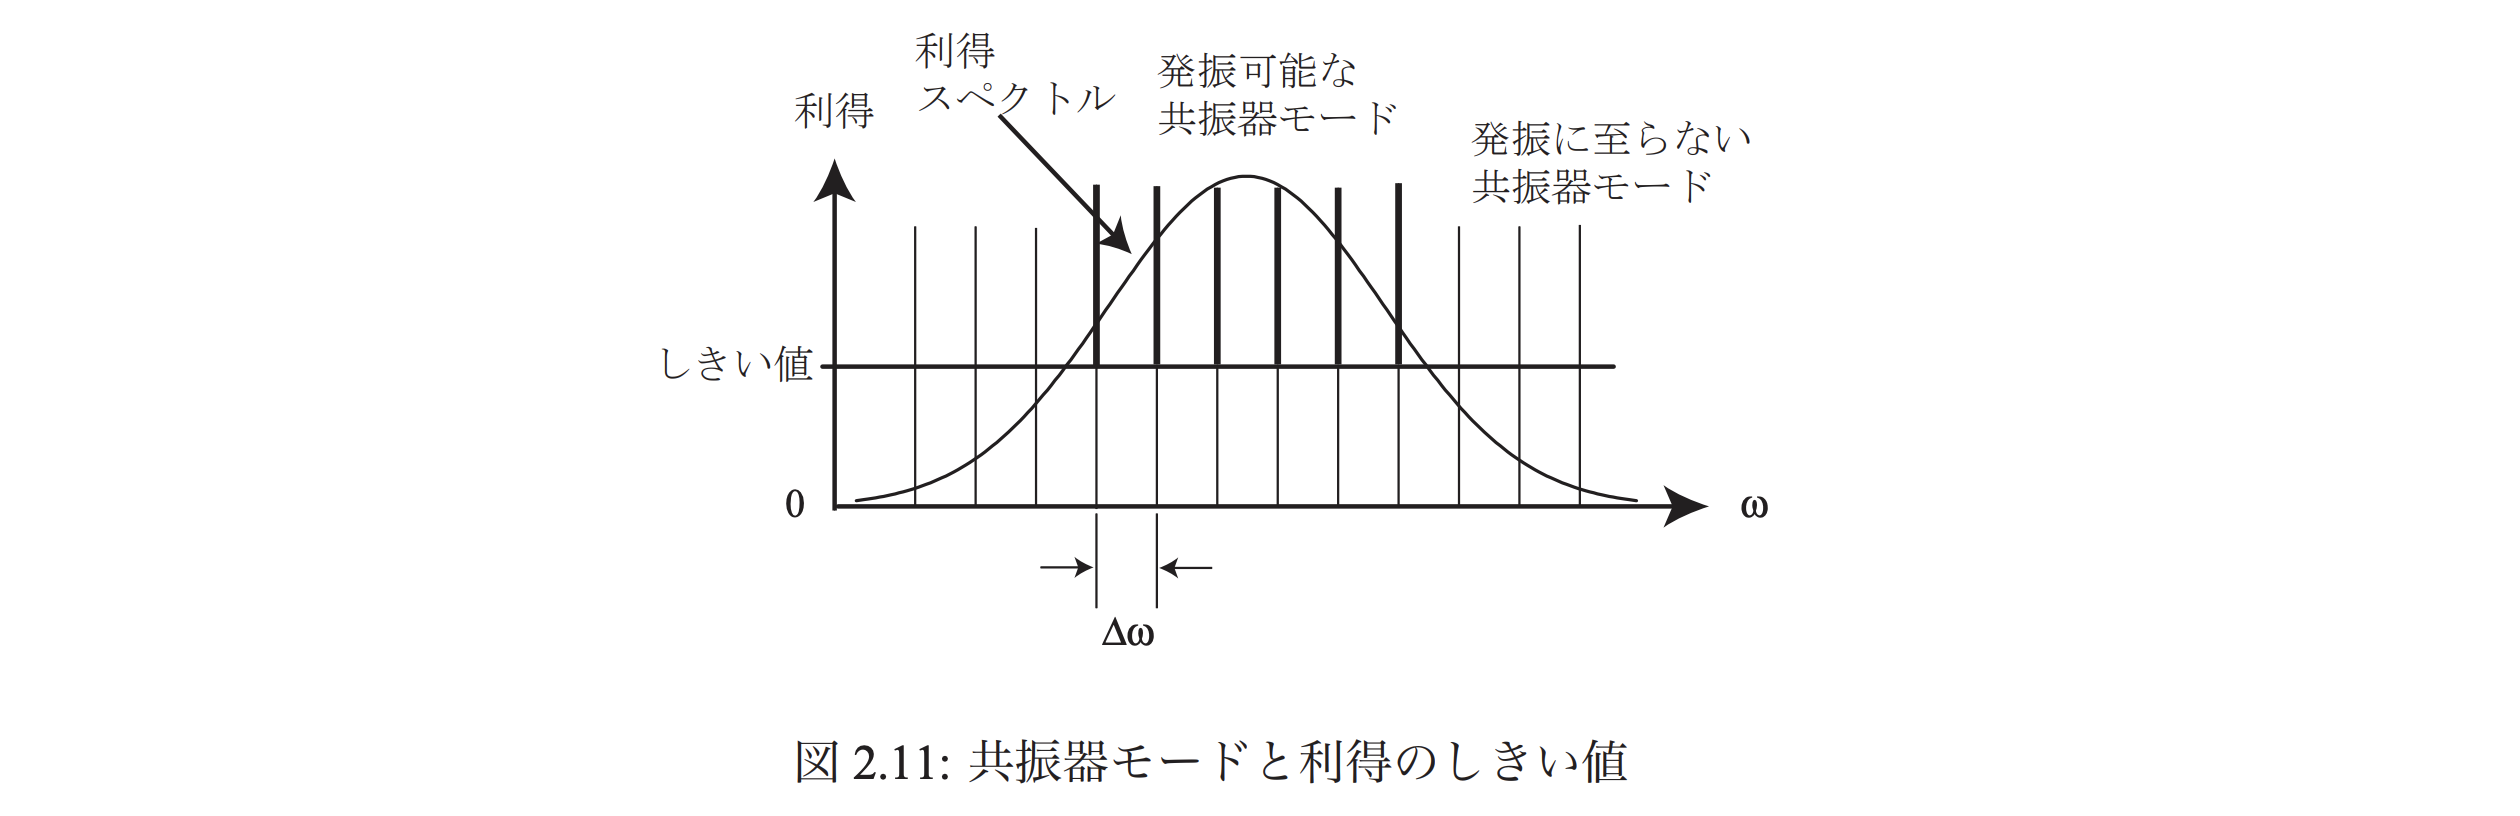 利得
利得
スペクトル
発振可能な
共振器モード
発振に至らない
共振器モード
しきい値
0
ω
Δω
図 2.11: 共振器モードと利得のしきい値